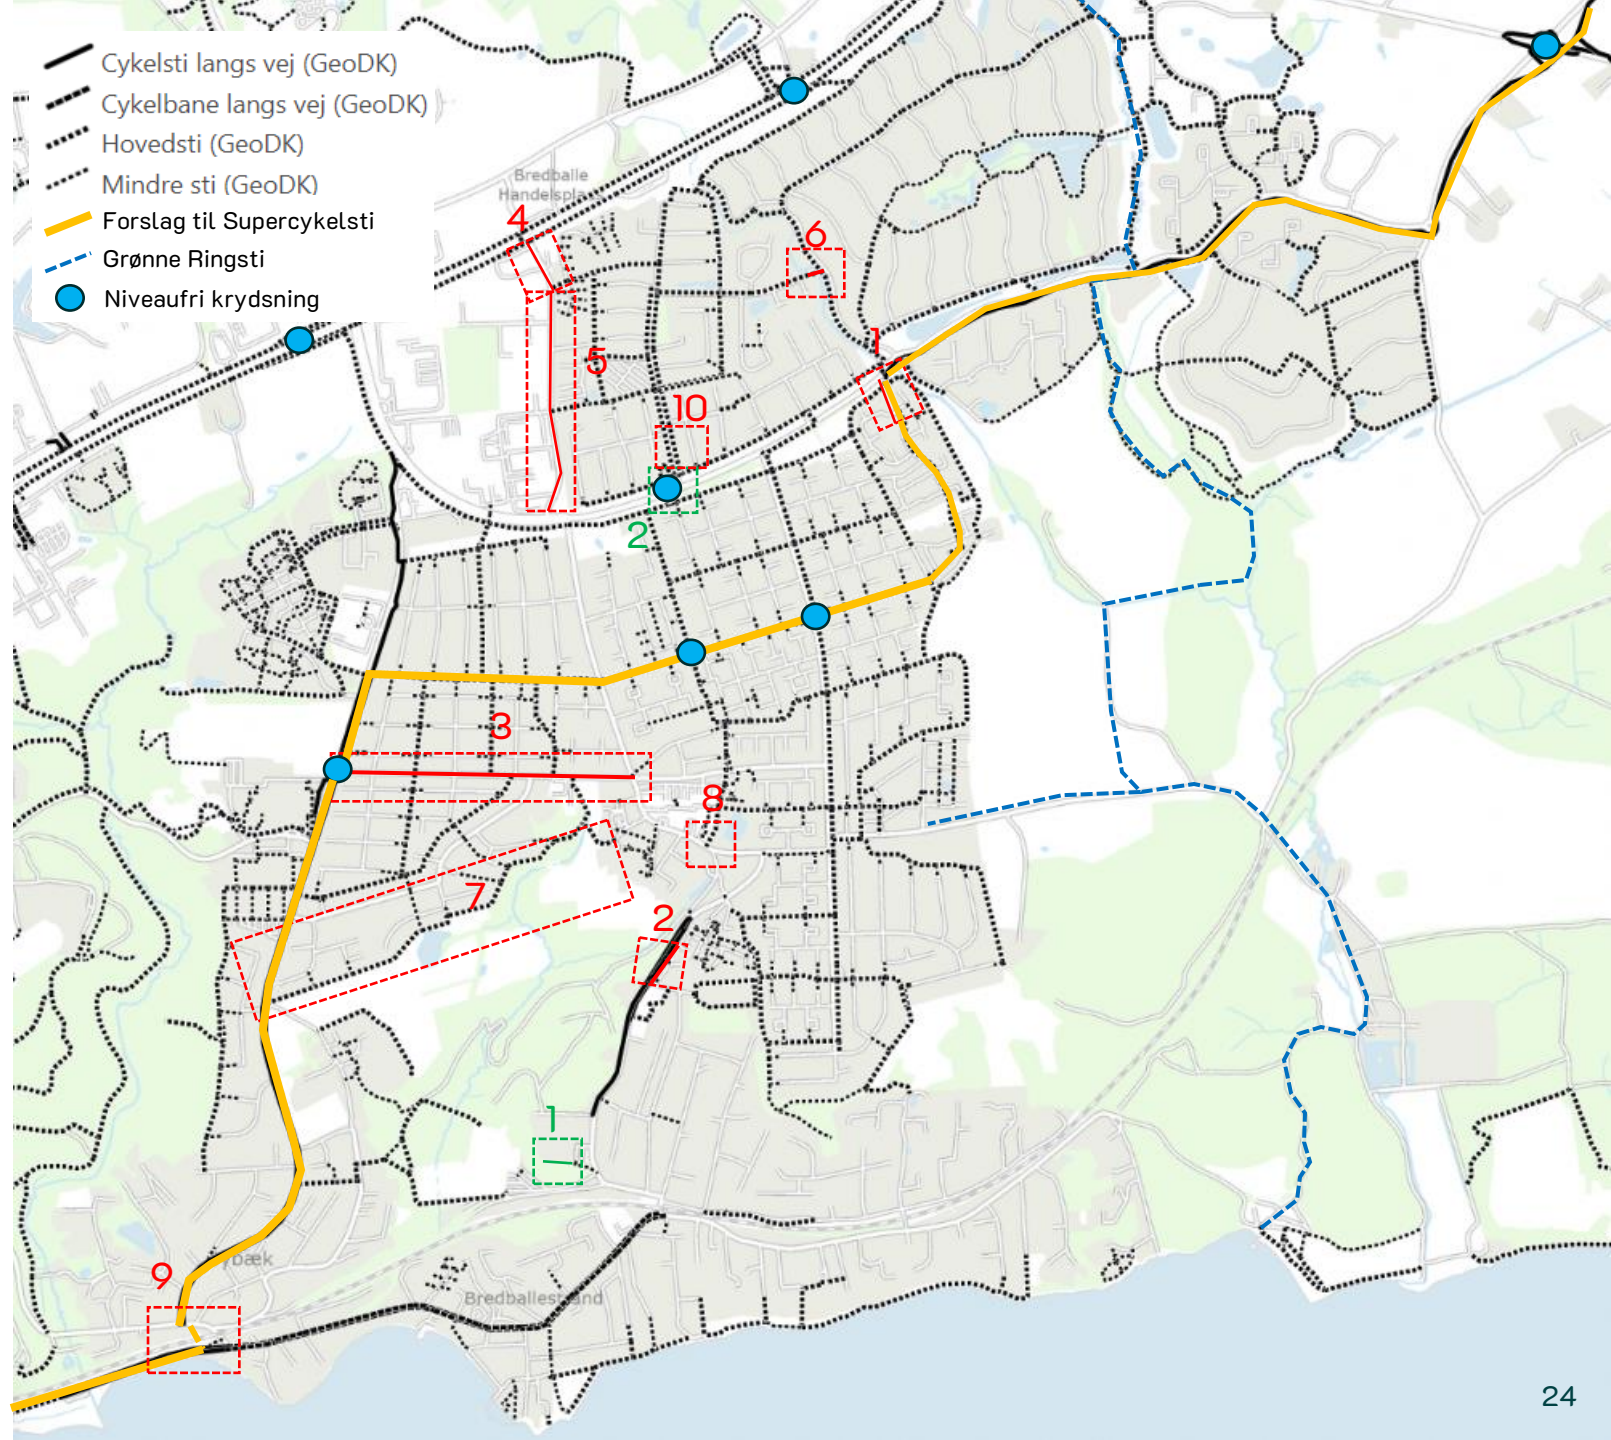 Cykelsti langs vej (GeoDK)
Cykelbane langs vej (GeoDK)
Hovedsti (GeoDK)
Mindre sti (GeoDK)
Forslag til Supercykelsti
Grønne Ringsti
Niveaufri krydsning
Bredballe
4
6
1
5
10
2
3
8
7
2
1
9
Bredballestrand
24